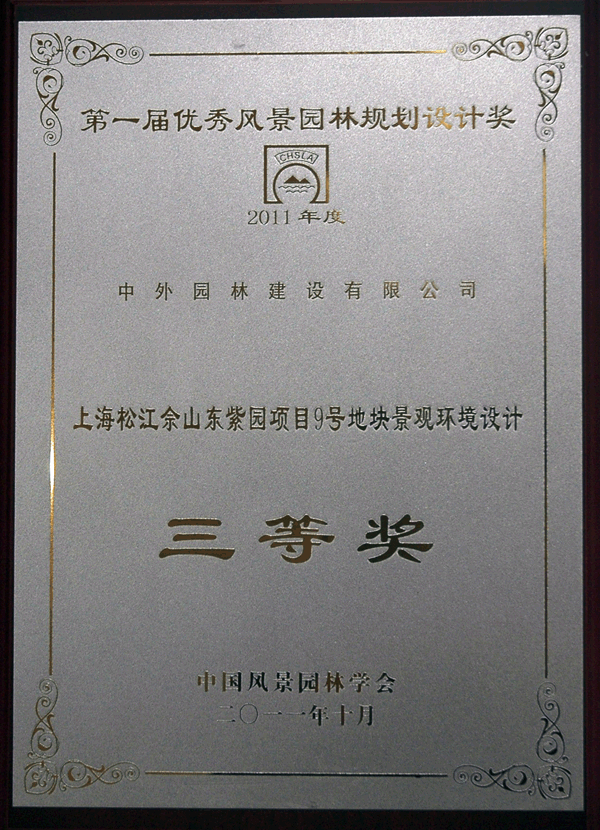 第一届优秀风景园林规划设计奖
CHSLA
2011年度
中外园林建设有限公司
上海松江佘山东紫园项目9号地块景观环境设计
三等奖
中国风景园林学会
二〇一一年十月